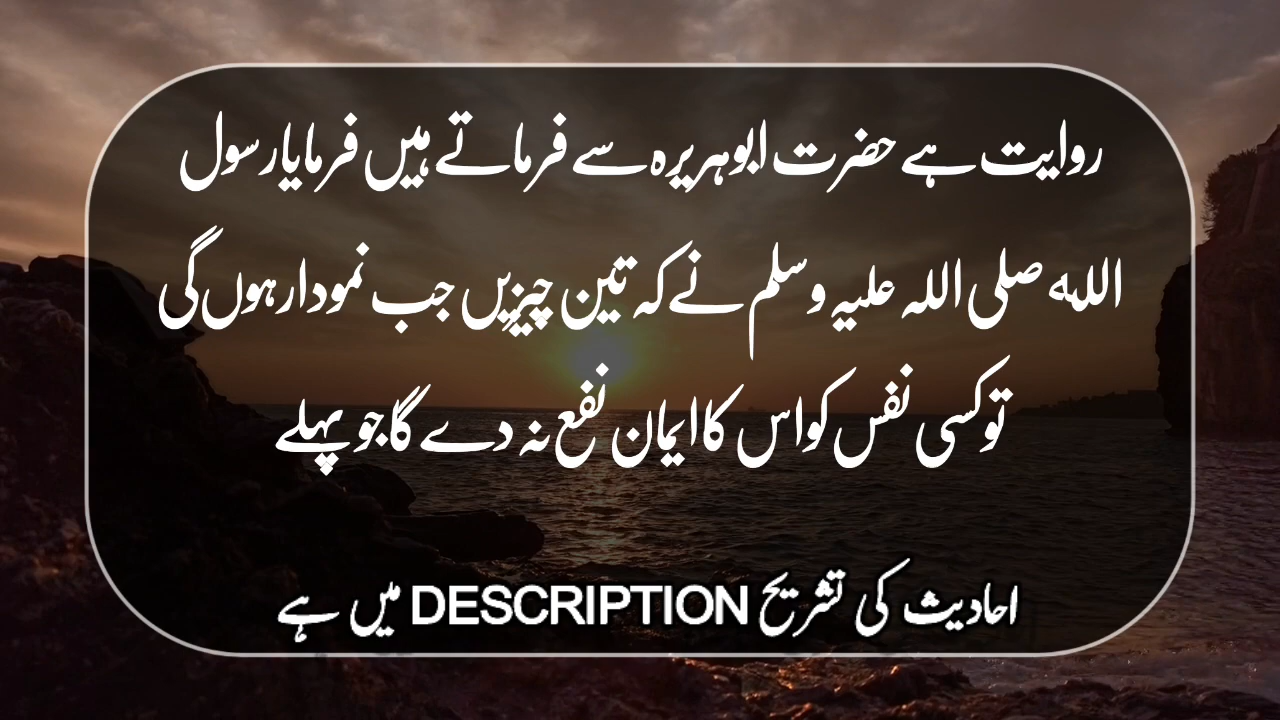 روایت ہے حضرت ابوہریرہ سے فرماتے ہیں فرمایا رسول
الله صلی اللہ علیہ و سلم نے کہ تین چیزیں جب نمودار ہوں گی
تو کسی نفس کو اس کا ایمان نفع نہ دے گا جو پہلے
احادیث کی تشریح DESCRIPTION میں ہے